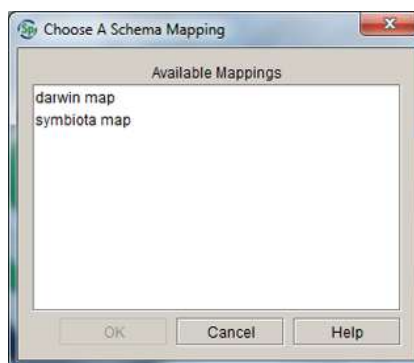 Choose A Schema Mapping
Available Mappings
darwin map
symbiota map
OK Cancel Help